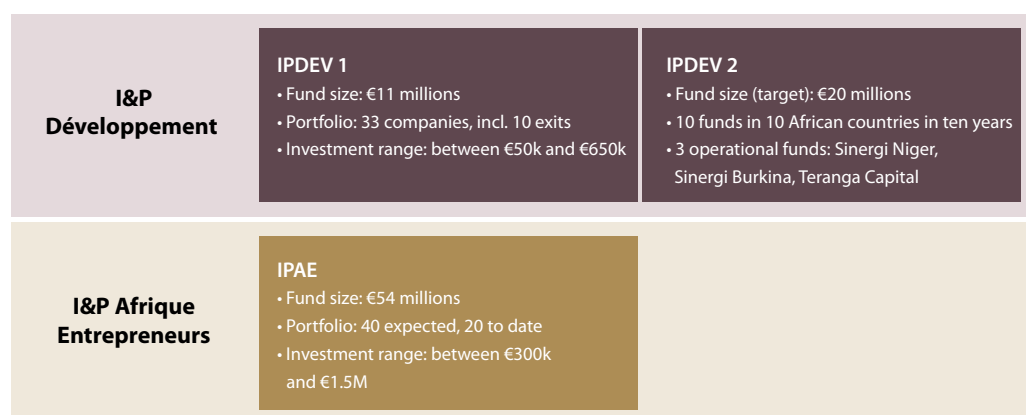 I&P
Développement
IPDEV 1
• Fund size: €11 millions
• Portfolio: 33 companies, incl. 10 exits
• Investment range: between €50k and €650k
IPDEV 2
• Fund size (target): €20 millions
• 10 funds in 10 African countries in ten years
• 3 operational funds: Sinergi Niger,
Sinergi Burkina, Teranga Capital
I&P Afrique
Entrepreneurs
IPAE
• Fund size: €54 millions
• Portfolio: 40 expected, 20 to date
• Investment range: between €300k
and €1.5M